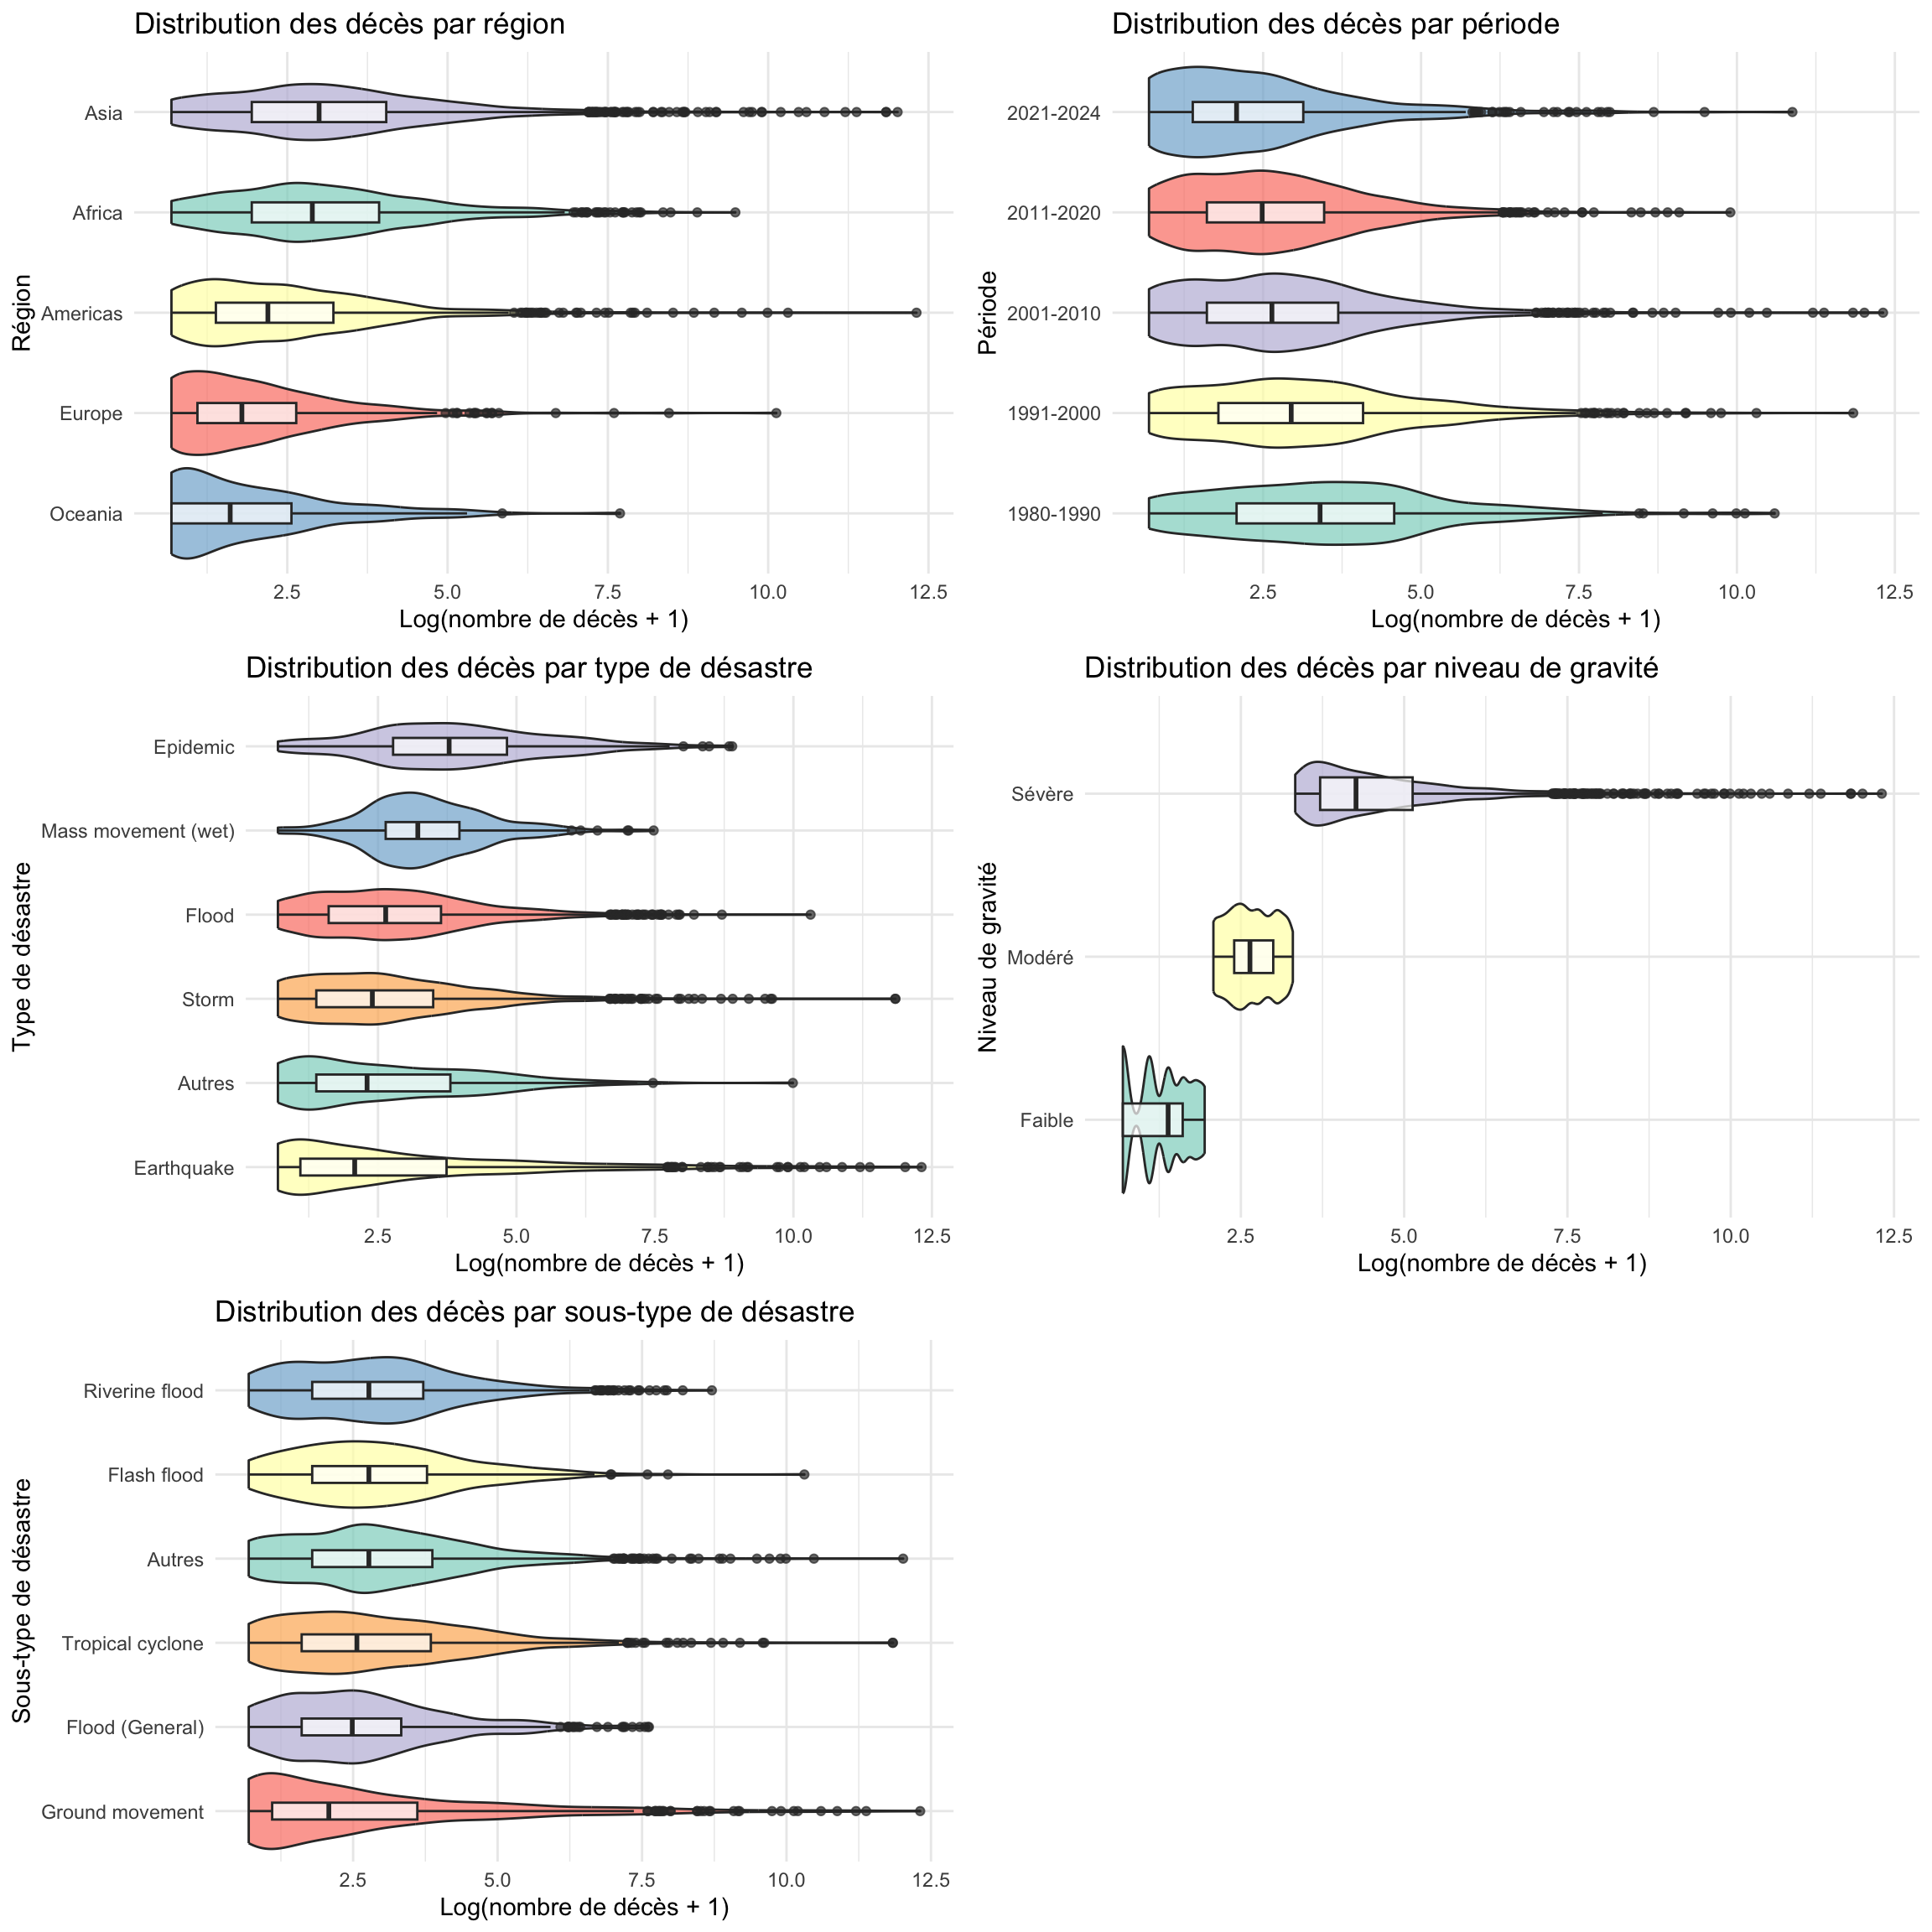 Distribution des décès par région
Région
Asia
Africa
Americas
Europe
Oceania
2.5 5.0 7.5 10.0 12.5
Log(nombre de décès + 1)
Distribution des décès par période
Période
2021-2024
2011-2020
2001-2010
1991-2000
1980-1990
2.5 5.0 7.5 10.0 12.5
Log(nombre de décès + 1)
Distribution des décès par type de désastre
Type de désastre
Epidemic
Mass movement (wet)
Flood
Storm
Autres
Earthquake
2.5 5.0 7.5 10.0 12.5
Log(nombre de décès + 1)
Distribution des décès par niveau de gravité
Niveau de gravité
Sévère
Modéré
Faible
2.5 5.0 7.5 10.0 12.5
Log(nombre de décès + 1)
Distribution des décès par sous-type de désastre
Sous-type de désastre
Riverine flood
Flash flood
Autres
Tropical cyclone
Flood (General)
Ground movement
2.5 5.0 7.5 10.0 12.5
Log(nombre de décès + 1)